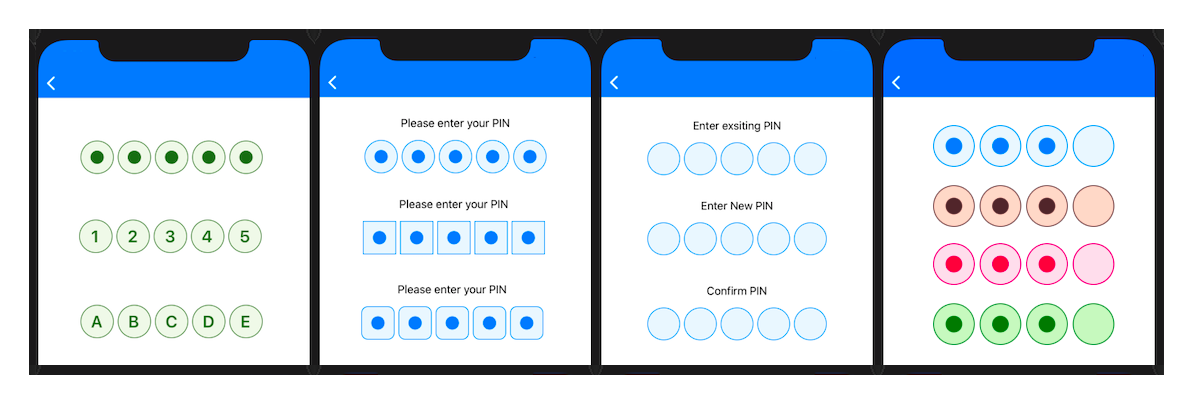 1 2 3 4 5
A B C D E
Please enter your PIN
Please enter your PIN
Please enter your PIN
Enter exsiting PIN
Enter New PIN
Confirm PIN